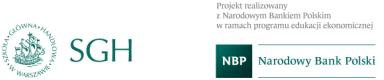 SZKOŁA GŁÓWNA HANDLOWA
W WARSZAWIE
SGH
Projekt realizowany
z Narodowym Bankiem Polskim
w ramach programu edukacji ekonomicznej
NBP Narodowy Bank Polski